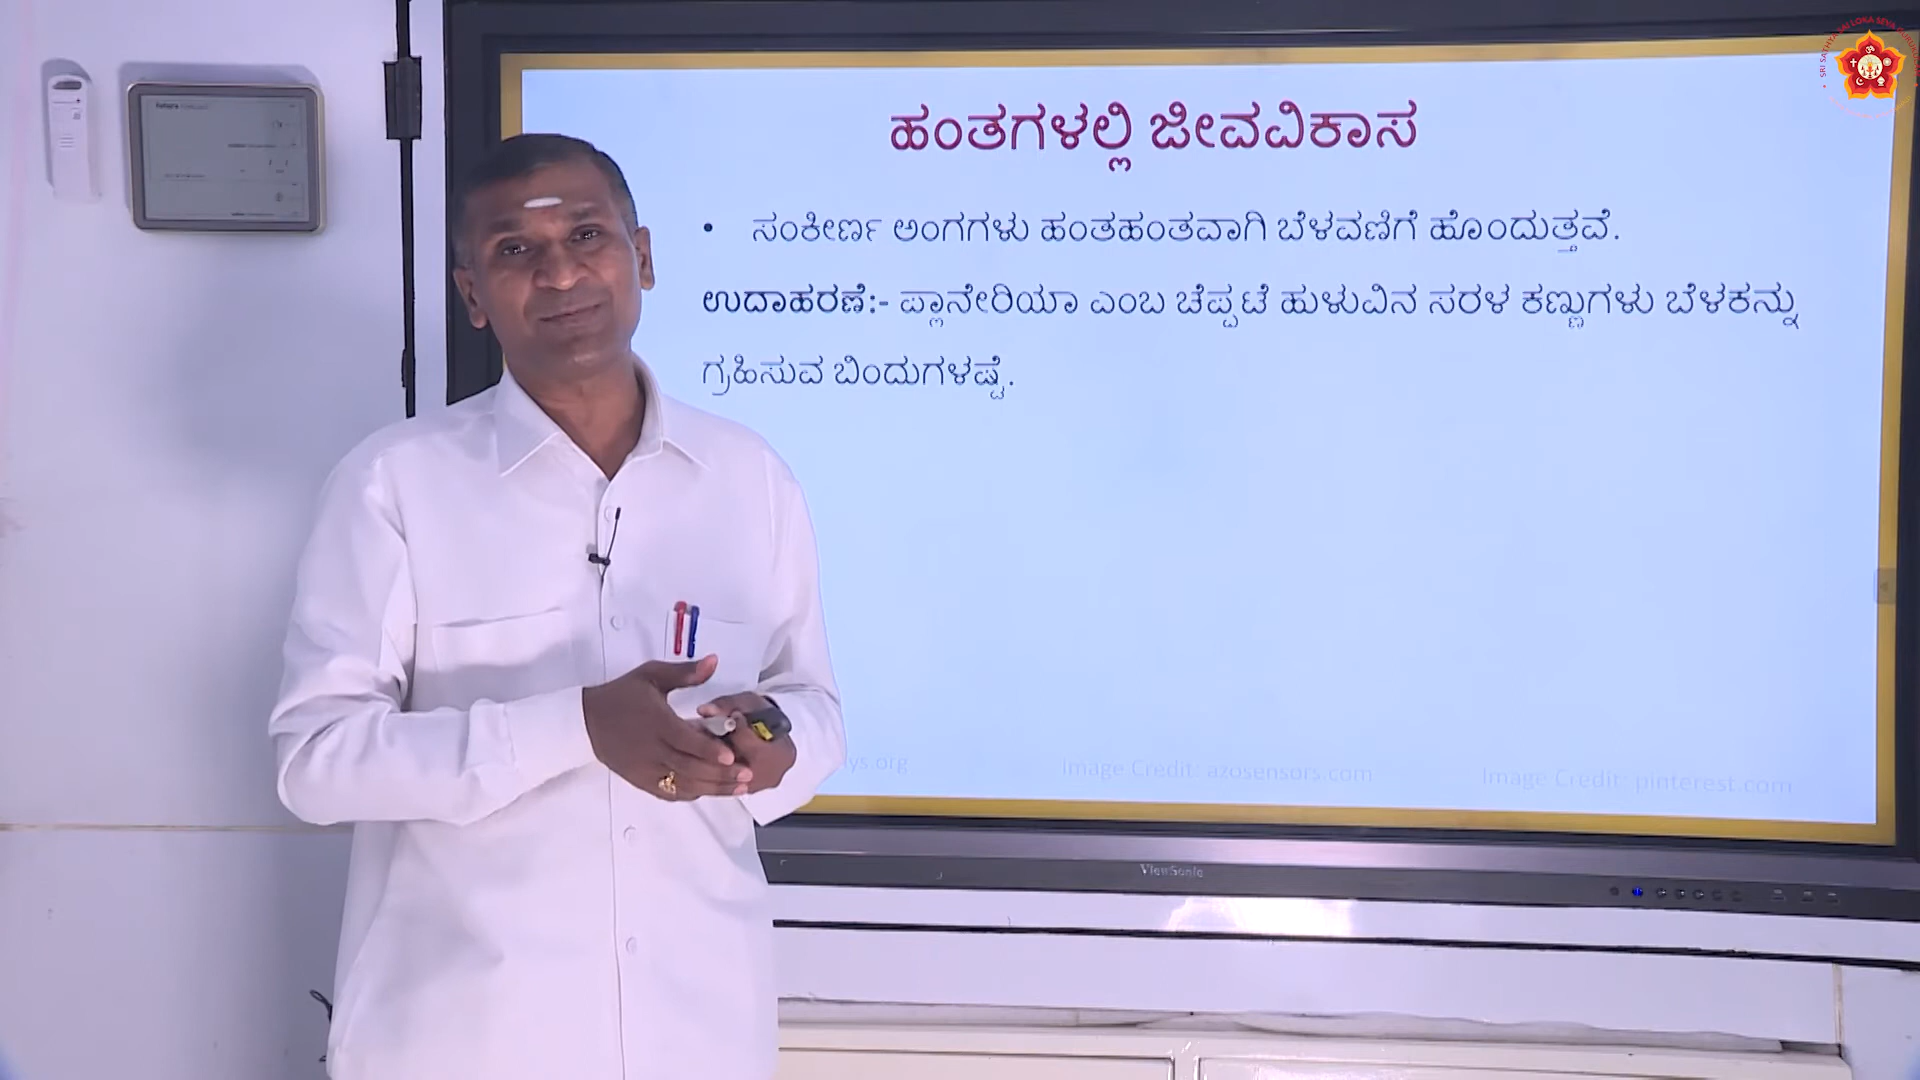 ಹಂತಗಳಲ್ಲಿ ಜೀವವಿಕಾಸ
• ಸಂಕೀರ್ಣ ಅಂಗಗಳು ಹಂತಹಂತವಾಗಿ ಬೆಳವಣಿಗೆ ಹೊಂದುತ್ತವೆ.
ಉದಾಹರಣೆ:- ಪ್ಲಾನೇರಿಯಾ ಎಂಬ ಚಪ್ಪಟೆ ಹುಳುವಿನ ಸರಳ ಕಣ್ಣುಗಳು ಬೆಳಕನ್ನು
ಗ್ರಹಿಸುವ ಬಿಂದುಗಳಷ್ಟೆ.
Image Credit: azosensors.com
Image Credit: pinterest.com
ViewSonic